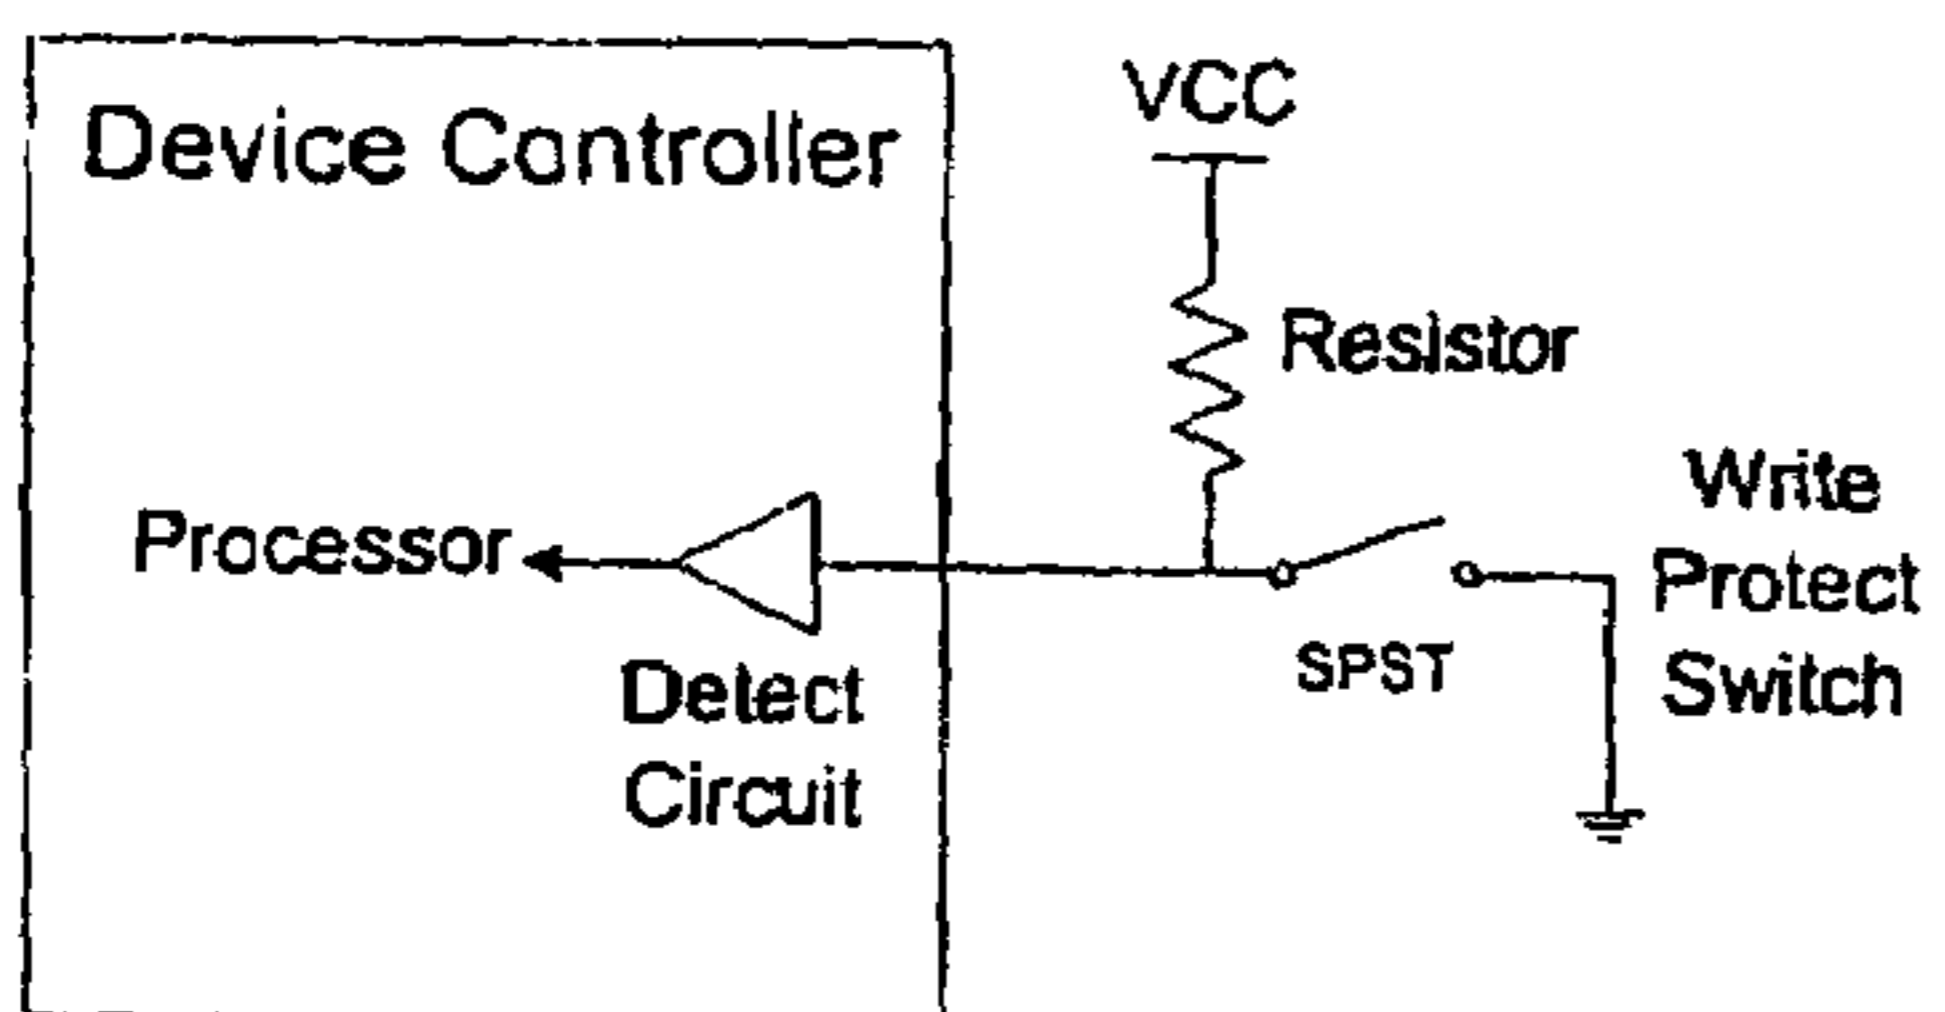 Device Controller
VCC
Resistor
Processor
Detect
Circuit
SPST
Write
Protect
Switch